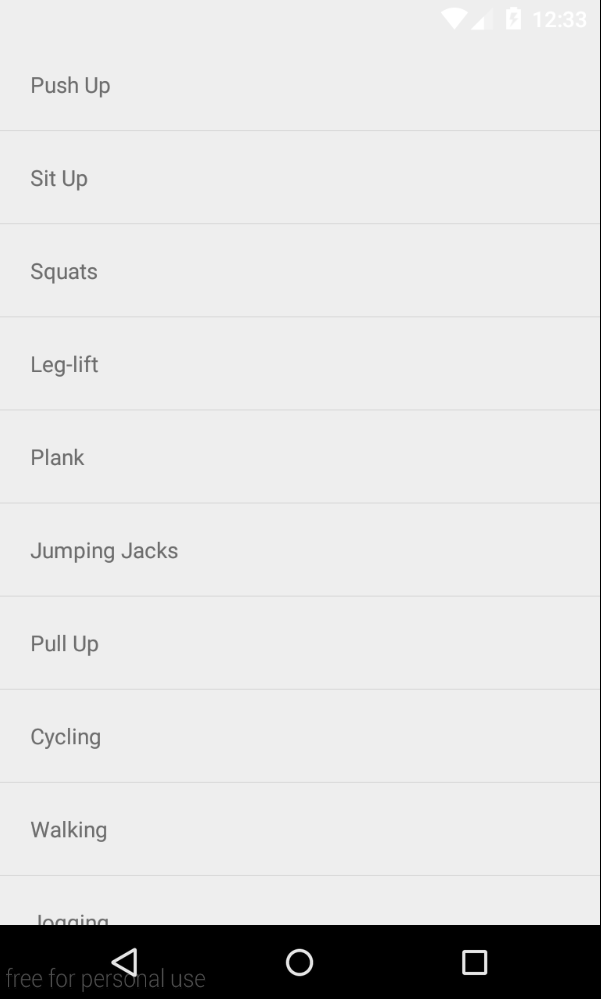 12:33
Push Up
Sit Up
Squats
Leg-lift
Plank
Jumping Jacks
Pull Up
Cycling
Walking
Jogging
free for personal use